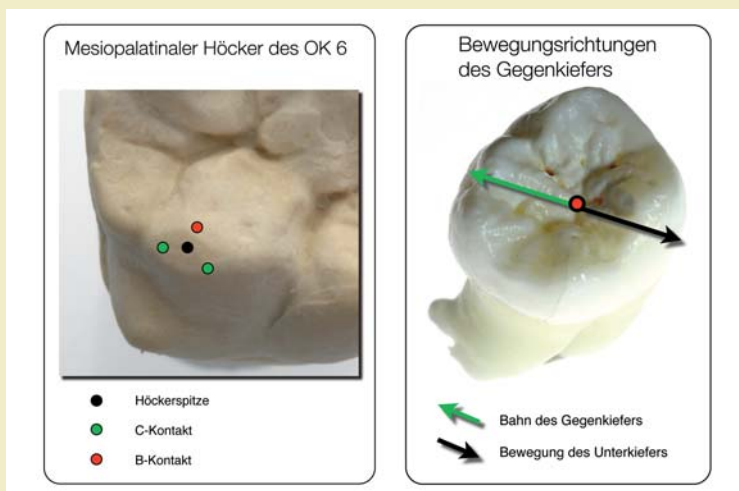 Mesiopalatinaler Höcker des OK 6
Höckerspitze
C-Kontakt
B-Kontakt
Bewegungsrichtungen
des Gegenkiefers
Bahn des Gegenkiefers
Bewegung des Unterkiefers